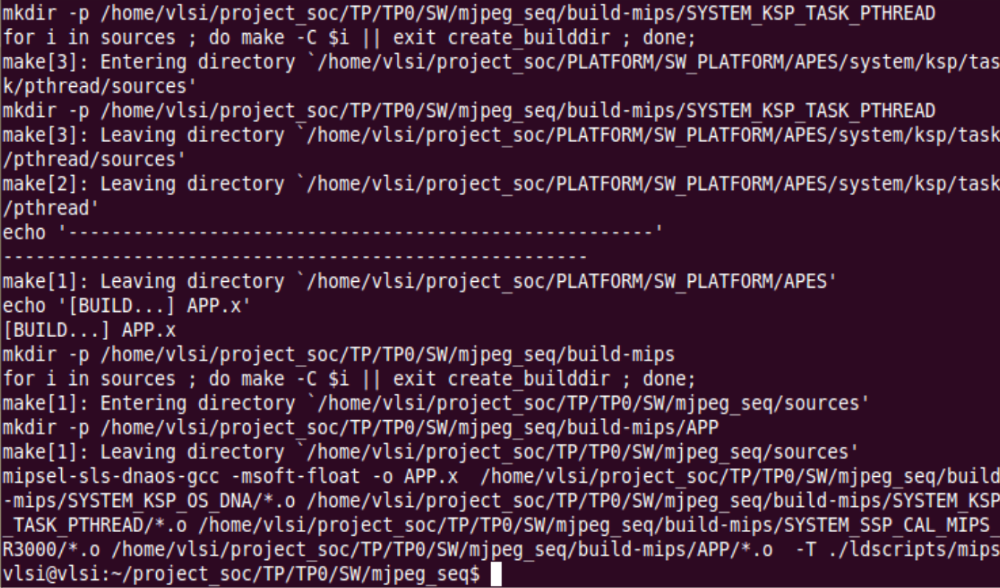 mkdir -p /home/vlsi/project_soc/TP/TP0/SW/mjpeg_seq/build-mips/SYSTEM_KSP_TASK_PTHREAD
for i in sources ; do make -C $i || exit create_builddir ; done;
make[3]: Entering directory `/home/vlsi/project_soc/PLATFORM/SW_PLATFORM/APES/system/ksp/tas
k/pthread/sources'
mkdir -p /home/vlsi/project_soc/TP/TP0/SW/mjpeg_seq/build-mips/SYSTEM_KSP_TASK_PTHREAD
make[3]: Leaving directory `/home/vlsi/project_soc/PLATFORM/SW_PLATFORM/APES/system/ksp/task
/pthread/sources'
make[2]: Leaving directory `/home/vlsi/project_soc/PLATFORM/SW_PLATFORM/APES/system/ksp/task
/pthread'
echo '------------------------------------------------------'
------------------------------------------------------
make[1]: Leaving directory `/home/vlsi/project_soc/PLATFORM/SW_PLATFORM/APES'
echo '[BUILD...] APP.x'
[BUILD...] APP.x
mkdir -p /home/vlsi/project_soc/TP/TP0/SW/mjpeg_seq/build-mips
for i in sources ; do make -C $i || exit create_builddir ; done;
make[1]: Entering directory `/home/vlsi/project_soc/TP/TP0/SW/mjpeg_seq/sources'
mkdir -p /home/vlsi/project_soc/TP/TP0/SW/mjpeg_seq/build-mips/APP
make[1]: Leaving directory `/home/vlsi/project_soc/TP/TP0/SW/mjpeg_seq/sources'
mipsel-sls-dnaos-gcc -msoft-float -o APP.x  /home/vlsi/project_soc/TP/TP0/SW/mjpeg_seq/build
-mips/SYSTEM_KSP_OS_DNA/*.o /home/vlsi/project_soc/TP/TP0/SW/mjpeg_seq/build-mips/SYSTEM_KSP
_TASK_PTHREAD/*.o /home/vlsi/project_soc/TP/TP0/SW/mjpeg_seq/build-mips/SYSTEM_SSP_CAL_MIPS_
R3000/*.o /home/vlsi/project_soc/TP/TP0/SW/mjpeg_seq/build-mips/APP/*.o  -T ./ldscripts/mips
vlsi@vlsi:~/project_soc/TP/TP0/SW/mjpeg_seq$